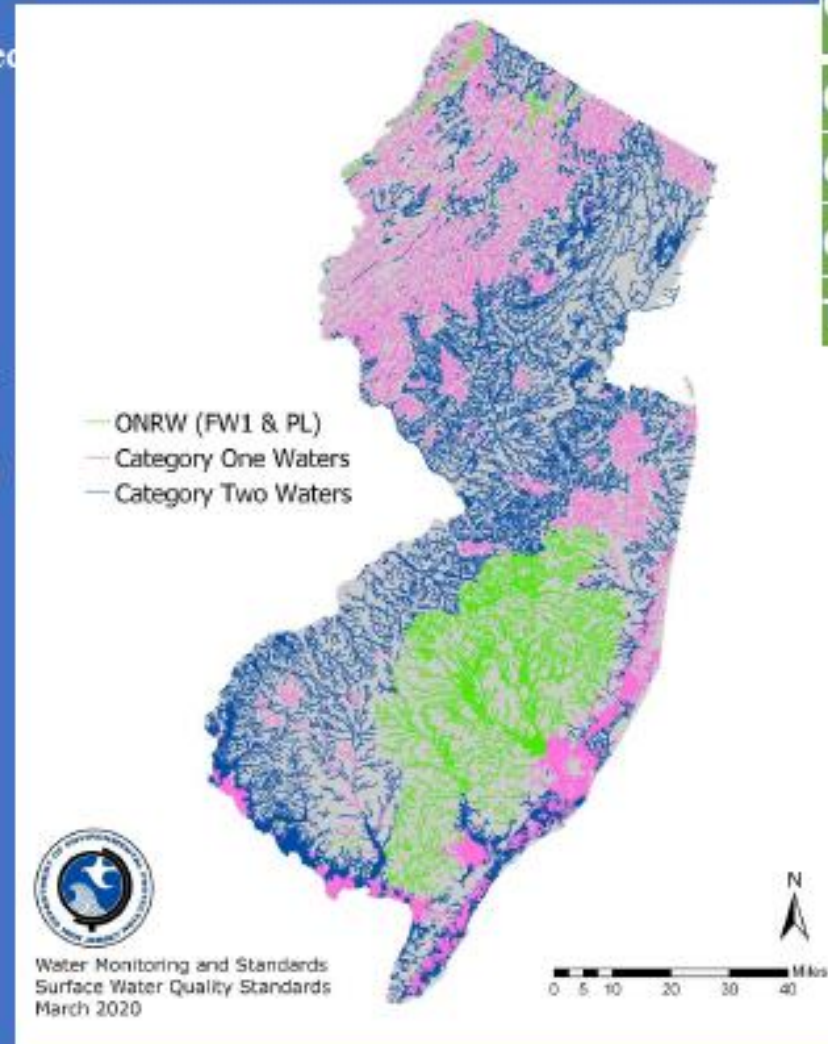 ONRW (FW1 & PL)
Category One Waters
Category Two Waters
N
Miles
0 5 10 20 30 40
Water Monitoring and Standards
Surface Water Quality Standards
March 2020